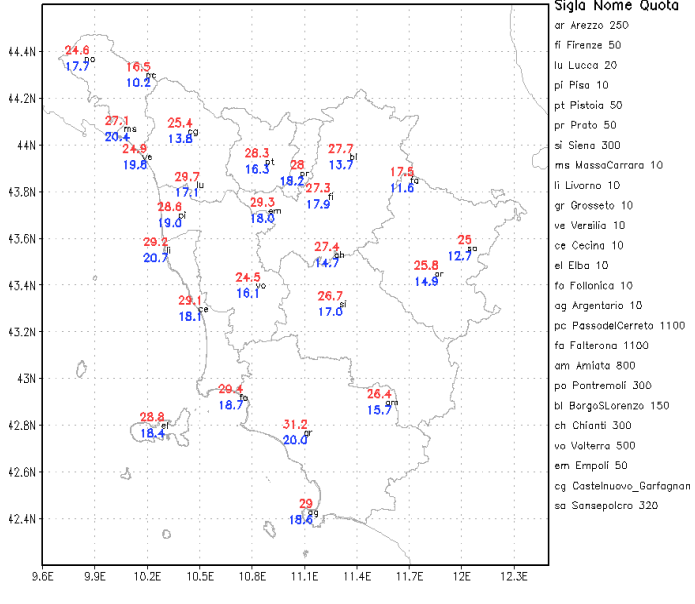 Sigla Nome Quota
ar Arezzo 250
fi Firenze 50
lu Lucca 20
pi Pisa 10
pt Pistoia 50
pr Prato 50
si Siena 300
ms MassaCarrara 10
li Livorno 10
gr Grosseto 10
ve Versilia 10
ce Cecina 10
el Elba 10
fo Follonica 10
ag Argentario 10
pc PassodelCerreto 1100
fa Falterona 1100
am Amiata 800
po Pontremoli 300
bl BorgoSLorenzo 150
ch Chianti 300
vo Volterra 500
em Empoli 50
cg Castelnuovo_Garfagnan
sa Sansepolcro 320
44.4N
44.2N
44N
43.8N
43.6N
43.4N
43.2N
43N
42.8N
42.6N
42.4N
24.6
po
17.7
16.5
pc
10.2
27.1
ms
20.4
25.4
cg
13.8
24.9
ve
19.8
28.3
pt
16.3
28
pr
18.2
27.7
bl
13.7
17.5
fa
11.6
29.7
lu
17.1
27.3
fi
17.9
28.8
pi
19.0
29.3
em
18.0
29.2
li
20.7
27.4
ch
14.7
25
sa
12.7
25.8
ar
14.9
24.5
vo
16.1
26.7
si
17.0
29.1
ce
18.1
29.4
fo
18.7
26.4
am
15.7
28.8
el
18.4
31.2
gr
20.0
29
ag
18.6
9.6E 9.9E 10.2E 10.5E 10.8E 11.1E 11.4E 11.7E 12E 12.3E